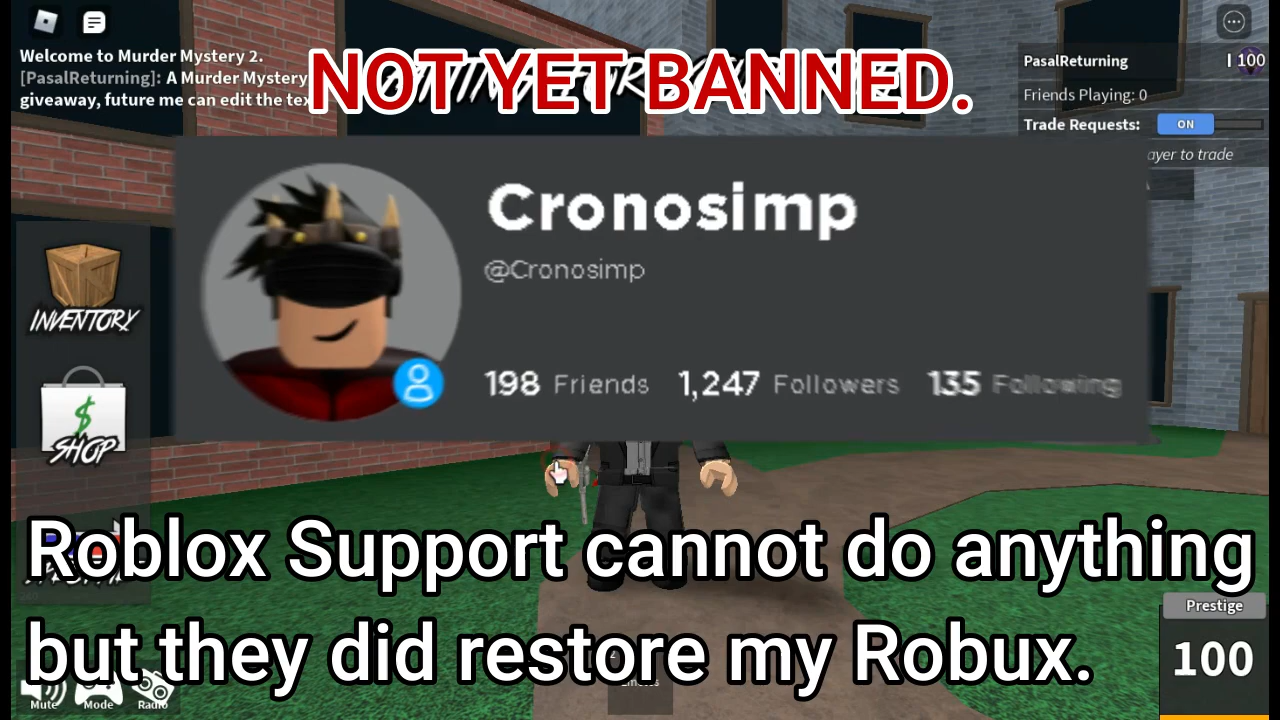 Welcome to Murder Mystery 2.
[PasalReturning]: A Murder Mystery
giveaway, future me can edit the tex
NOT YET BANNED.
PasalReturning
100
Friends Playing: 0
Trade Requests:
ON
ayer to trade
Cronosimp
@Cronosimp
198 Friends 1,247 Followers 135 Following
INVENTORY
SHOP
Roblox Support cannot do anything
but they did restore my Robux.
Prestige
100
Mute
Mode
Radio